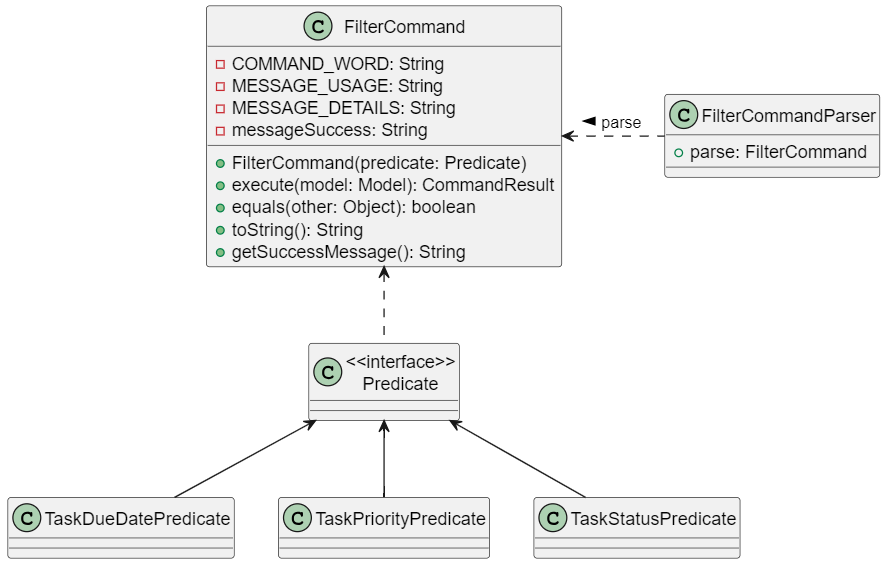 C FilterCommand
COMMAND_WORD: String
MESSAGE_USAGE: String
MESSAGE_DETAILS: String
messageSuccess: String
FilterCommand(predicate: Predicate)
execute(model: Model): CommandResult
equals(other: Object): boolean
toString(): String
getSuccessMessage(): String
parse
C FilterCommandParser
parse: FilterCommand
C <<interface>>
Predicate
C TaskDueDatePredicate
C TaskPriorityPredicate
C TaskStatusPredicate